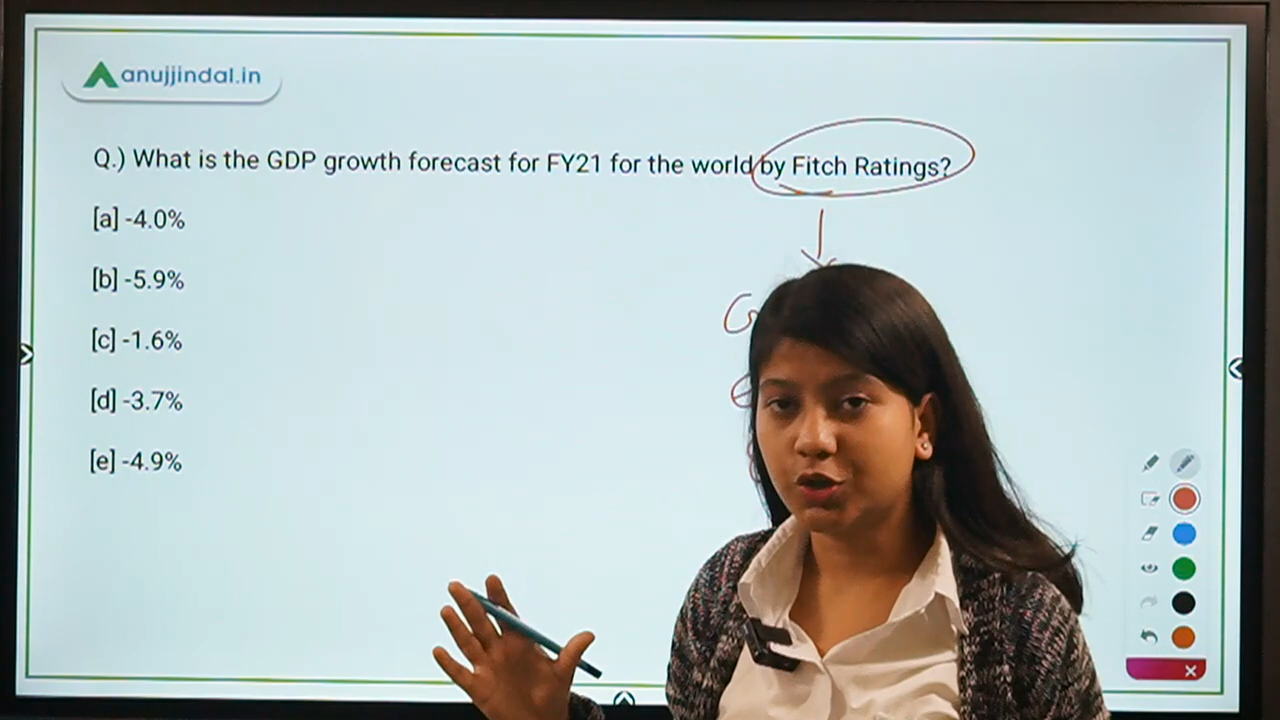 anujjindal.in
Q.) What is the GDP growth forecast for FY21 for the world by Fitch Ratings?
[a] -4.0%
[b] -5.9%
[c] -1.6%
[d] -3.7%
[e] -4.9%